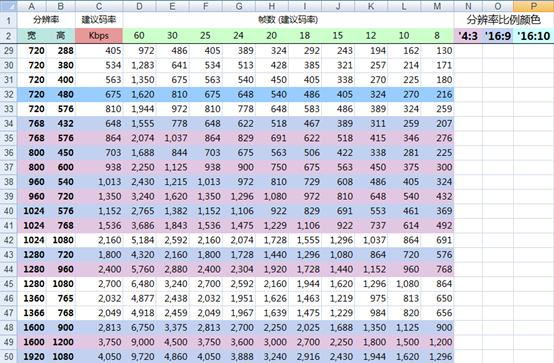 A B C D E F G H I J K L M N O P
1 分辨率 建议码率 帧数 (建议码率) 分辨率比例颜色
2 宽 高 Kbps 60 30 25 24 20 18 15 12 10 8 '4:3 '16:9 '16:10
29 720 288 405 972 486 405 389 324 292 243 194 162 130
30 720 380 534 1,283 641 534 513 428 385 321 257 214 171
31 720 400 563 1,350 675 563 540 450 405 338 270 225 180
32 720 480 675 1,620 810 675 648 540 486 405 324 270 216
33 720 576 810 1,944 972 810 778 648 583 486 389 324 259
34 768 432 648 1,555 778 648 622 518 467 389 311 259 207
35 768 576 864 2,074 1,037 864 829 691 622 518 415 346 276
36 800 450 703 1,688 844 703 675 563 506 422 338 281 225
37 800 600 938 2,250 1,125 938 900 750 675 563 450 375 300
38 960 540 1,013 2,430 1,215 1,013 972 810 729 608 486 405 324
39 960 720 1,350 3,240 1,620 1,350 1,296 1,080 972 810 648 540 432
40 1024 576 1,152 2,765 1,382 1,152 1,106 922 829 691 553 461 369
41 1024 768 1,536 3,686 1,843 1,536 1,475 1,229 1,106 922 737 614 492
42 1024 1080 2,160 5,184 2,592 2,160 2,074 1,728 1,555 1,296 1,037 864 691
43 1280 720 1,800 4,320 2,160 1,800 1,728 1,440 1,296 1,080 864 720 576
44 1280 960 2,400 5,760 2,880 2,400 2,304 1,920 1,728 1,440 1,152 960 768
45 1280 1080 2,700 6,480 3,240 2,700 2,592 2,160 1,944 1,620 1,296 1,080 864
46 1360 765 2,032 4,877 2,438 2,032 1,951 1,626 1,463 1,219 975 813 650
47 1366 768 2,049 4,918 2,459 2,049 1,967 1,639 1,475 1,229 984 820 656
48 1600 900 2,813 6,750 3,375 2,813 2,700 2,250 2,025 1,688 1,350 1,125 900
49 1600 1200 3,750 9,000 4,500 3,750 3,600 3,000 2,700 2,250 1,800 1,500 1,200
50 1920 1080 4,050 9,720 4,860 4,050 3,888 3,240 2,916 2,430 1,944 1,620 1,296